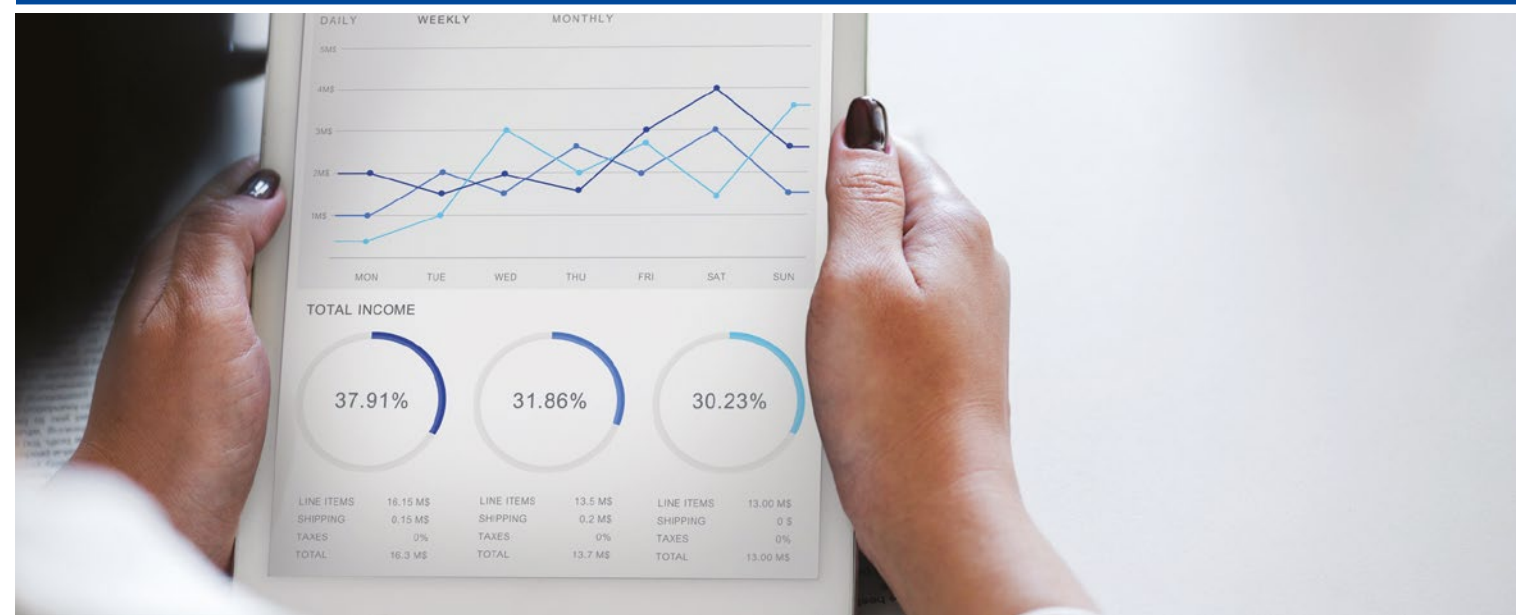 DAILY WEEKLY MONTHLY
5M$
4M$
3M$
2M$
1M$
MON TUE WED THU FRI SAT SUN
TOTAL INCOME
37.91% 31.86% 30.23%
LINE ITEMS 16.15 M$ LINE ITEMS 13.5 M$ LINE ITEMS 13.00 M$
SHIPPING 0.15 M$ SHIPPING 0.2 M$ SHIPPING 0 $
TAXES 0% TAXES 0% TAXES 0%
TOTAL 16.3 M$ TOTAL 13.7 M$ TOTAL 13.00 M$